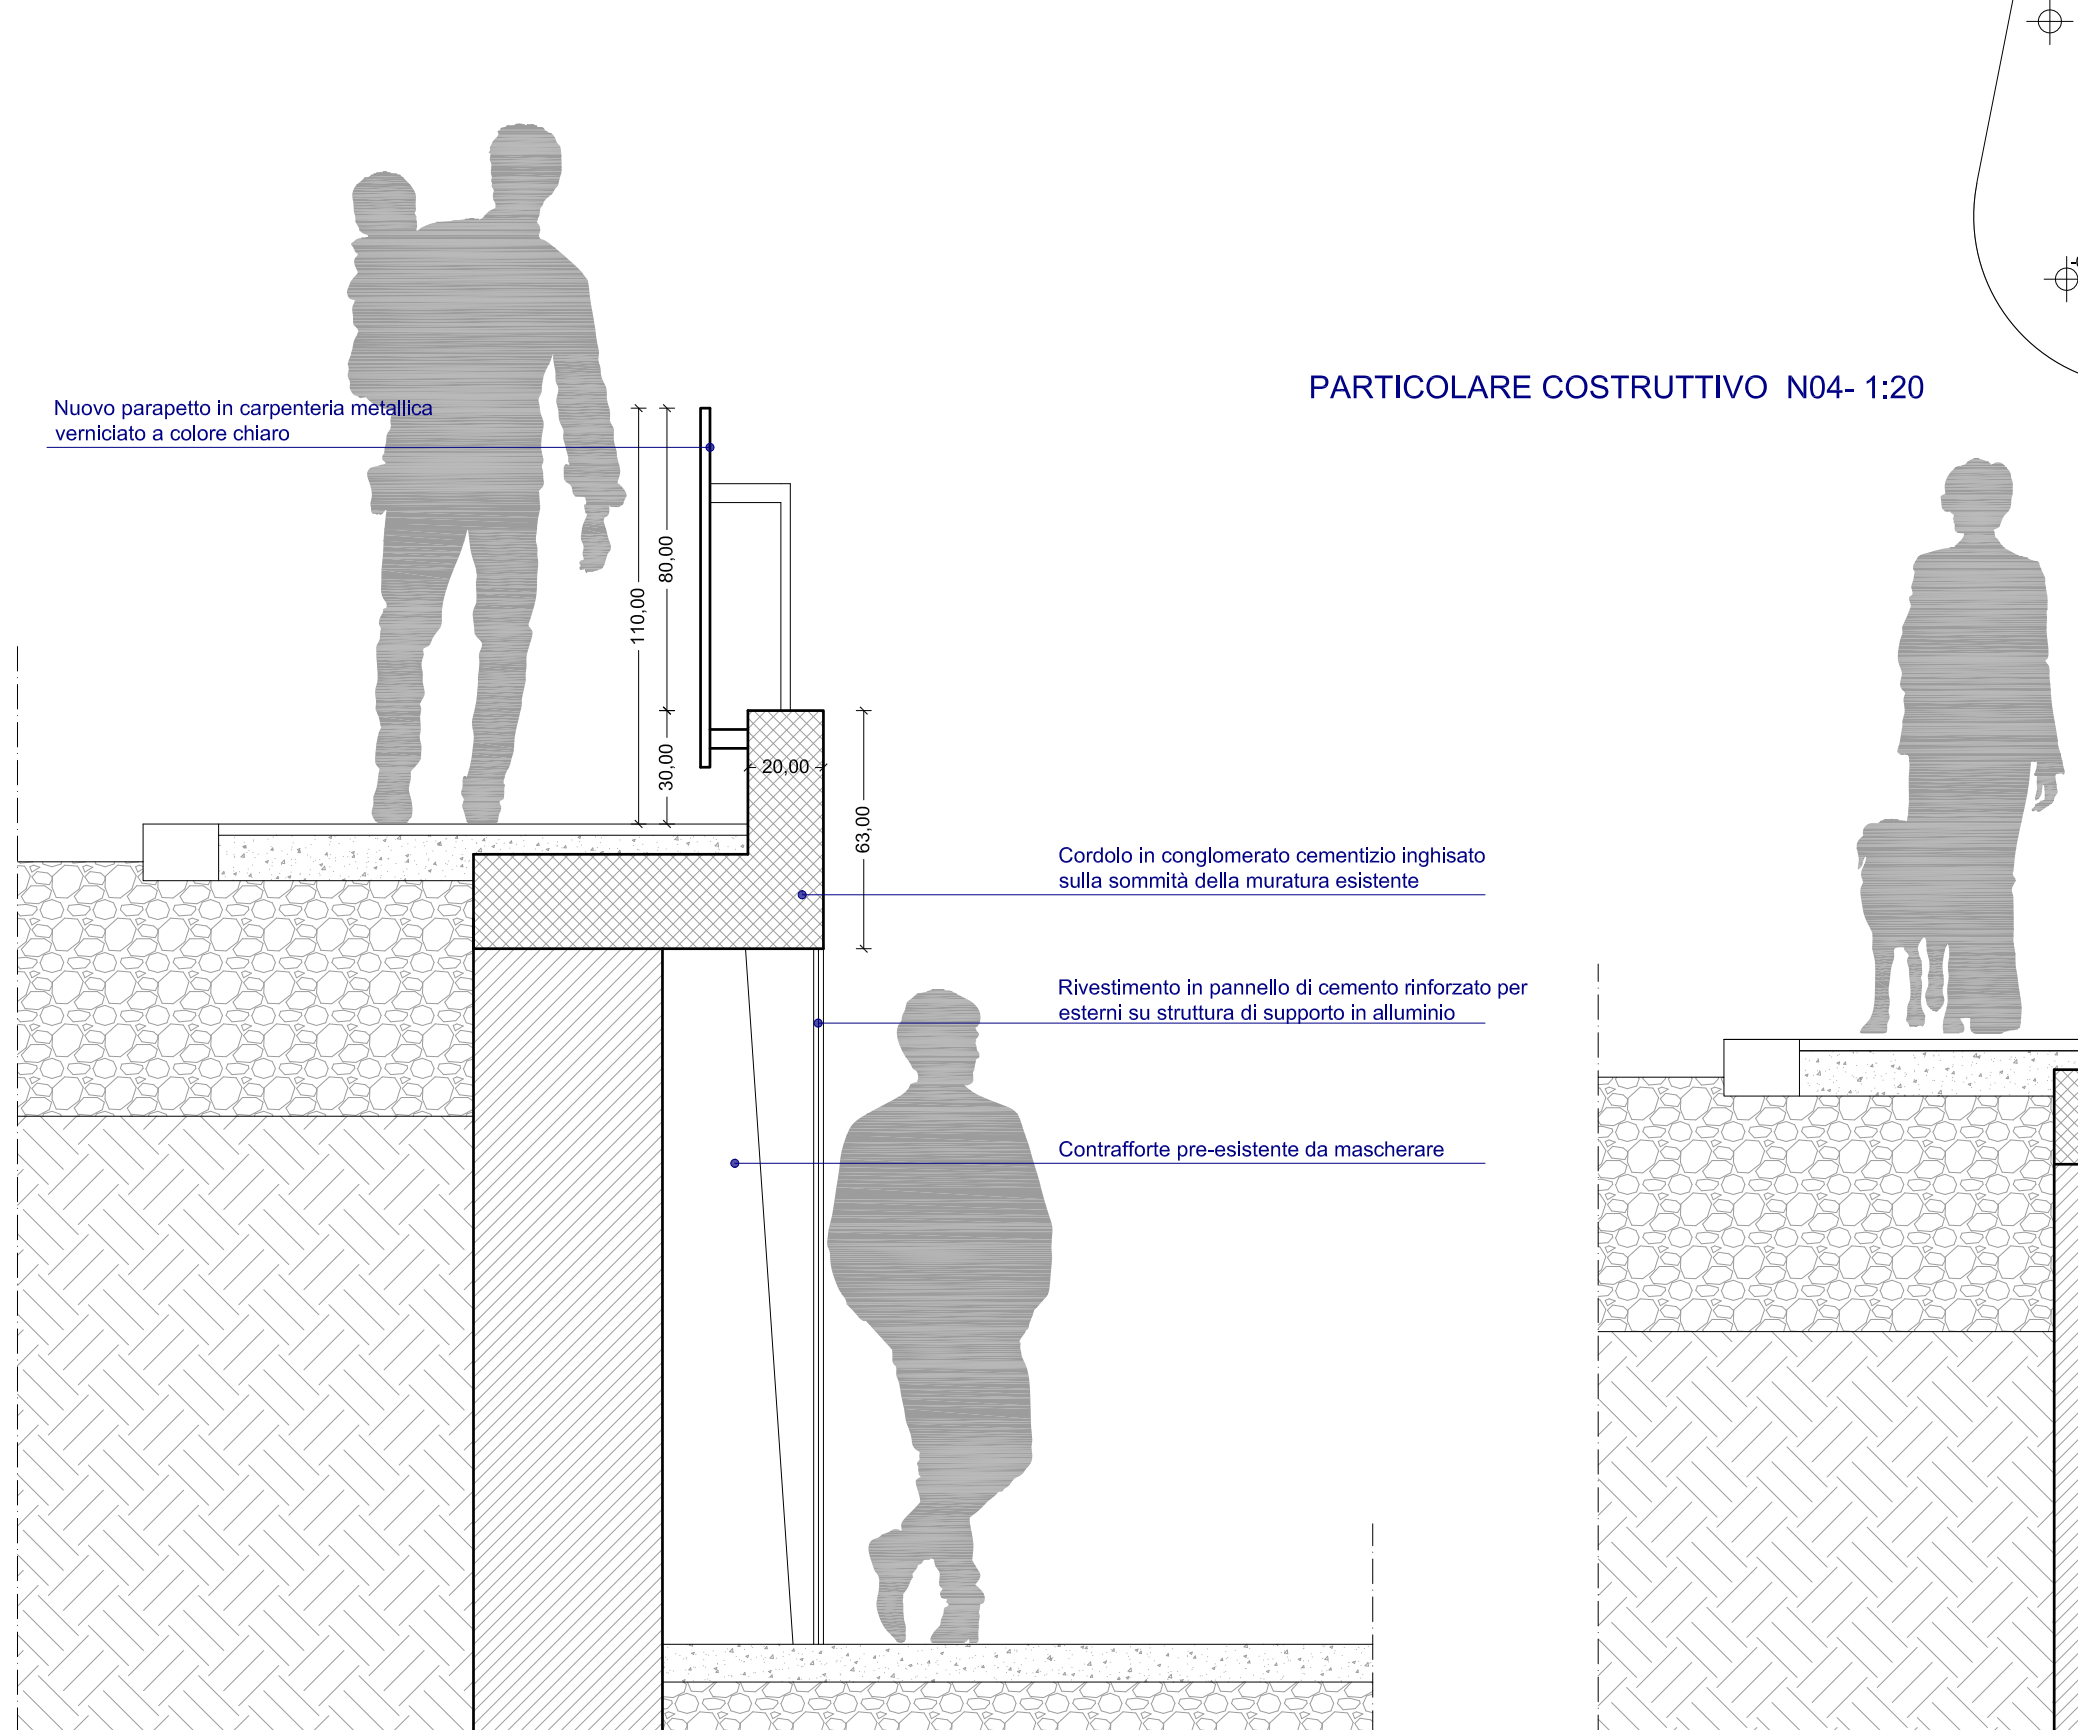 PARTICOLARE COSTRUTTIVO N04- 1:20
Nuovo parapetto in carpenteria metallica
verniciato a colore chiaro
110,00
80,00
30,00
20,00
63,00
Cordolo in conglomerato cementizio inghisato
sulla sommità della muratura esistente
Rivestimento in pannello di cemento rinforzato per
esterni su struttura di supporto in alluminio
Contrafforte pre-esistente da mascherare